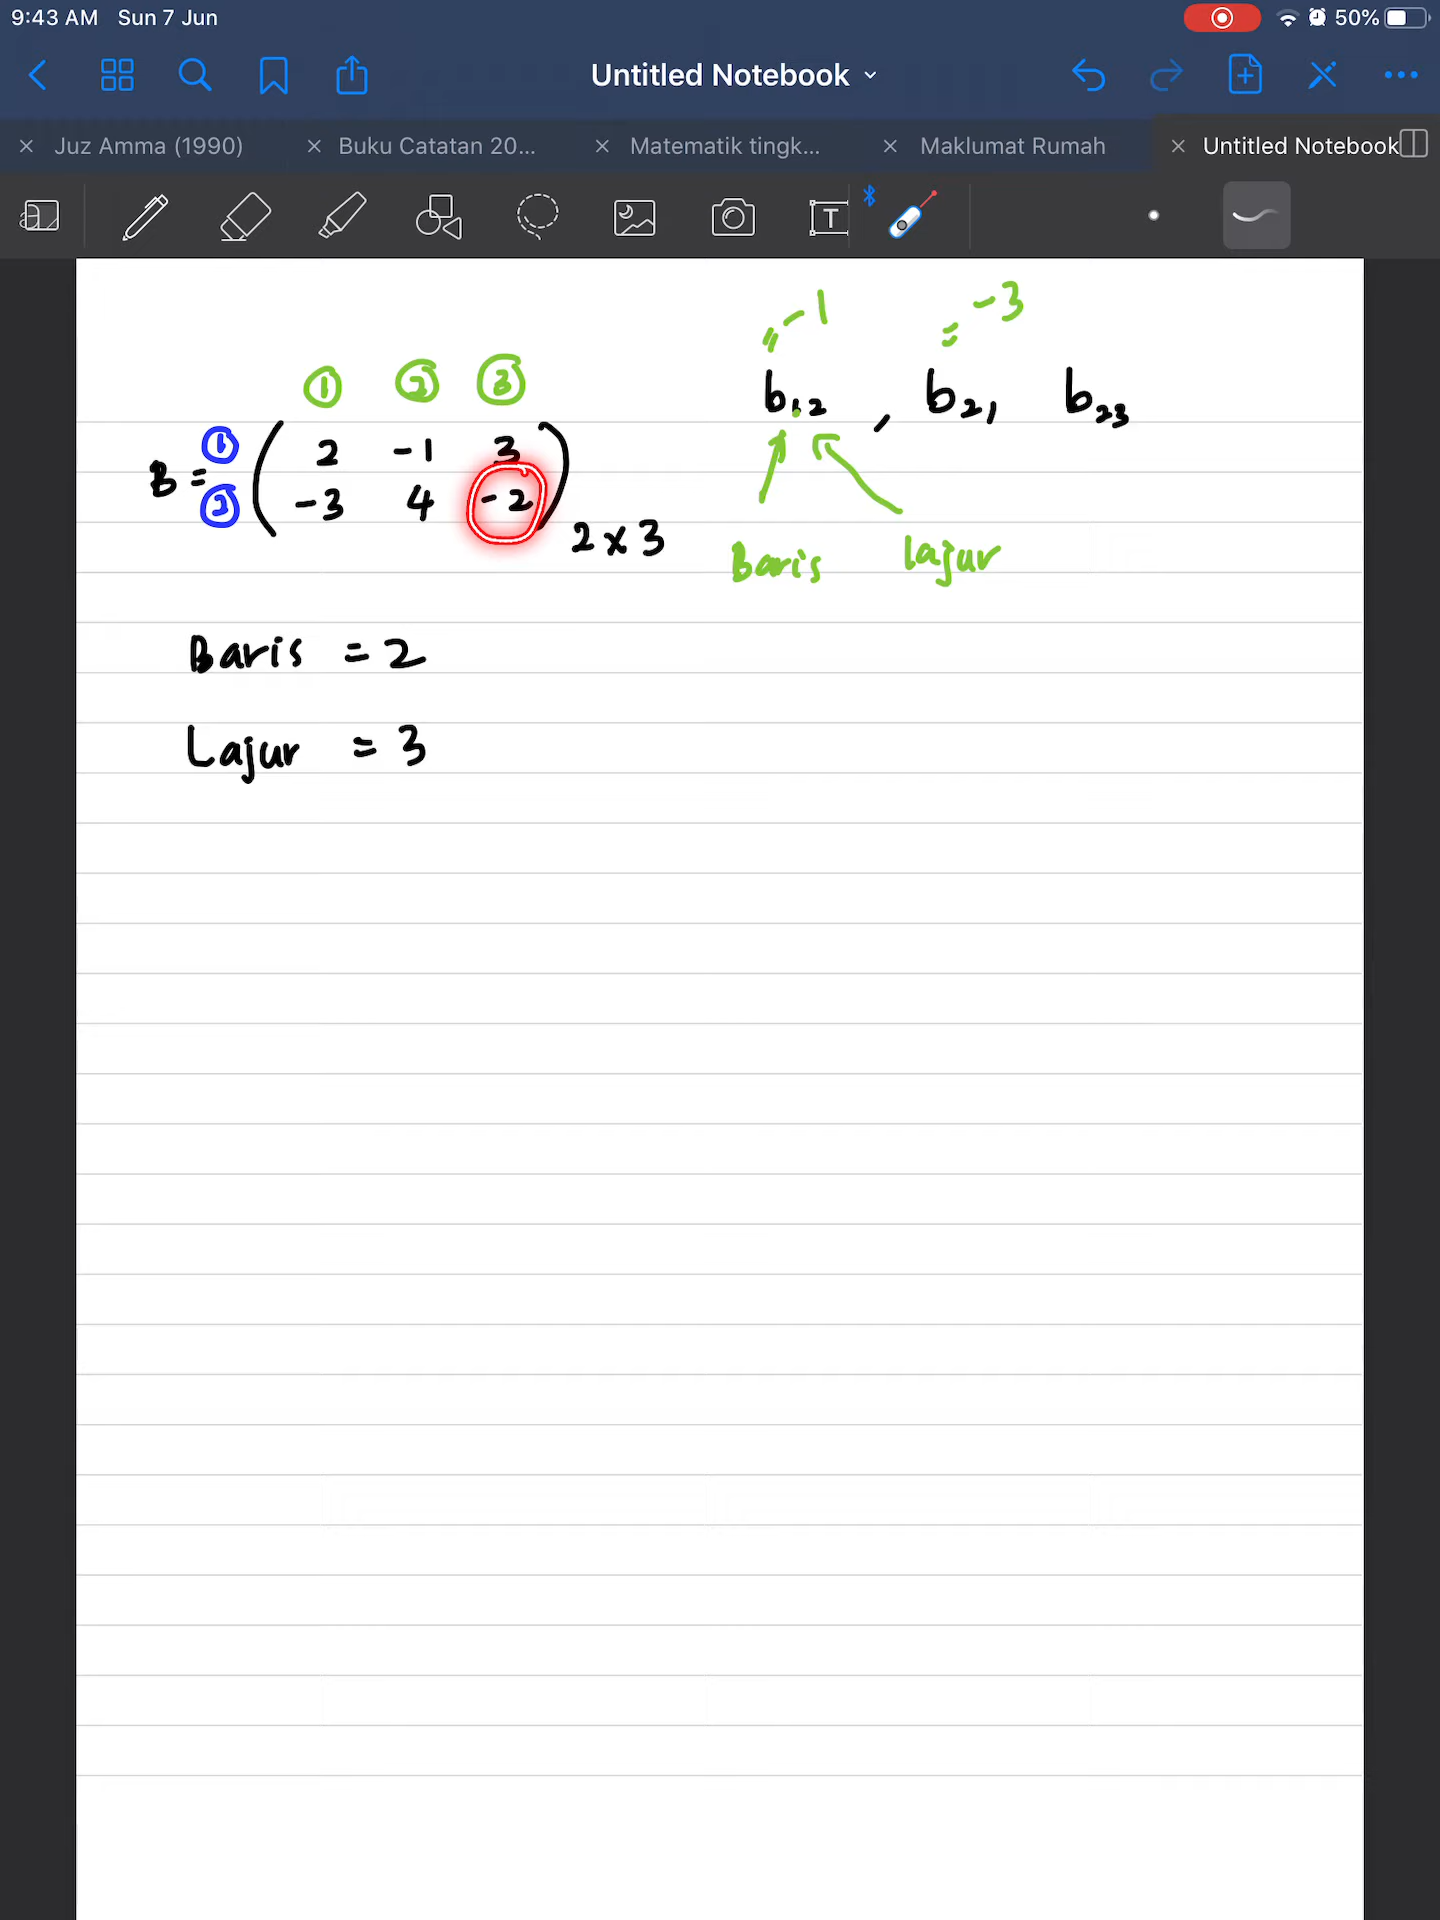 9:43 AM Sun 7 Jun 50%
Untitled Notebook
Juz Amma (1990) Buku Catatan 20... Matematik tingk... Maklumat Rumah Untitled Notebook
T
= -1 = -3
① ② ③ b₁₂ , b₂₁ b₂₃
① 2 -1 3
B =
② -3 4 -2
2 × 3
Baris Lajur
Baris = 2
Lajur = 3